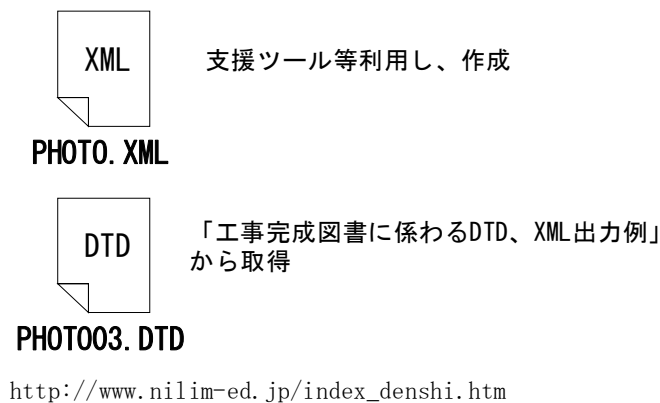 XML
支援ツール等利用し、作成
PHOTO.XML
DTD
「工事完成図書に係わるDTD、XML出力例」
から取得
PHOTO03.DTD
http://www.nilim-ed.jp/index_denshi.htm